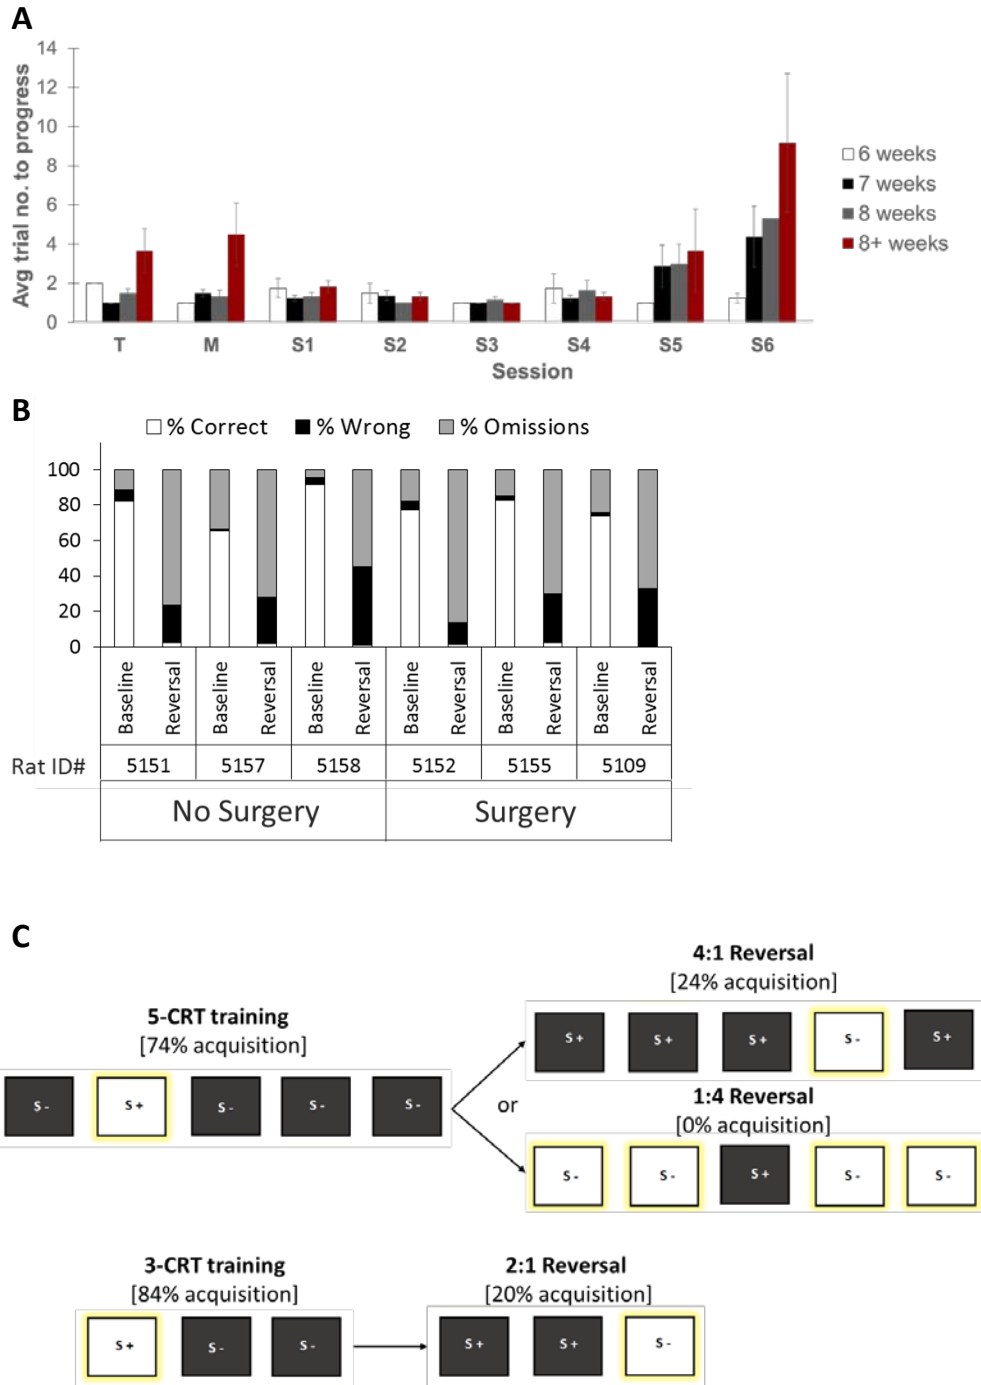 A
14
12
10
8
6
4
2
0
Avg trial no. to progress
T M S1 S2 S3 S4 S5 S6
Session
6 weeks
7 weeks
8 weeks
8+ weeks
B
% Correct % Wrong % Omissions
100
80
60
40
20
0
Baseline Reversal Baseline Reversal Baseline Reversal Baseline Reversal Baseline Reversal Baseline Reversal
Rat ID# 5151 5157 5158 5152 5155 5109
No Surgery Surgery
C
5-CRT training
[74% acquisition]
S - S + S - S - S -
or
4:1 Reversal
[24% acquisition]
S + S + S + S - S +
1:4 Reversal
[0% acquisition]
S - S - S + S - S -
3-CRT training
[84% acquisition]
S + S - S -
2:1 Reversal
[20% acquisition]
S + S + S -